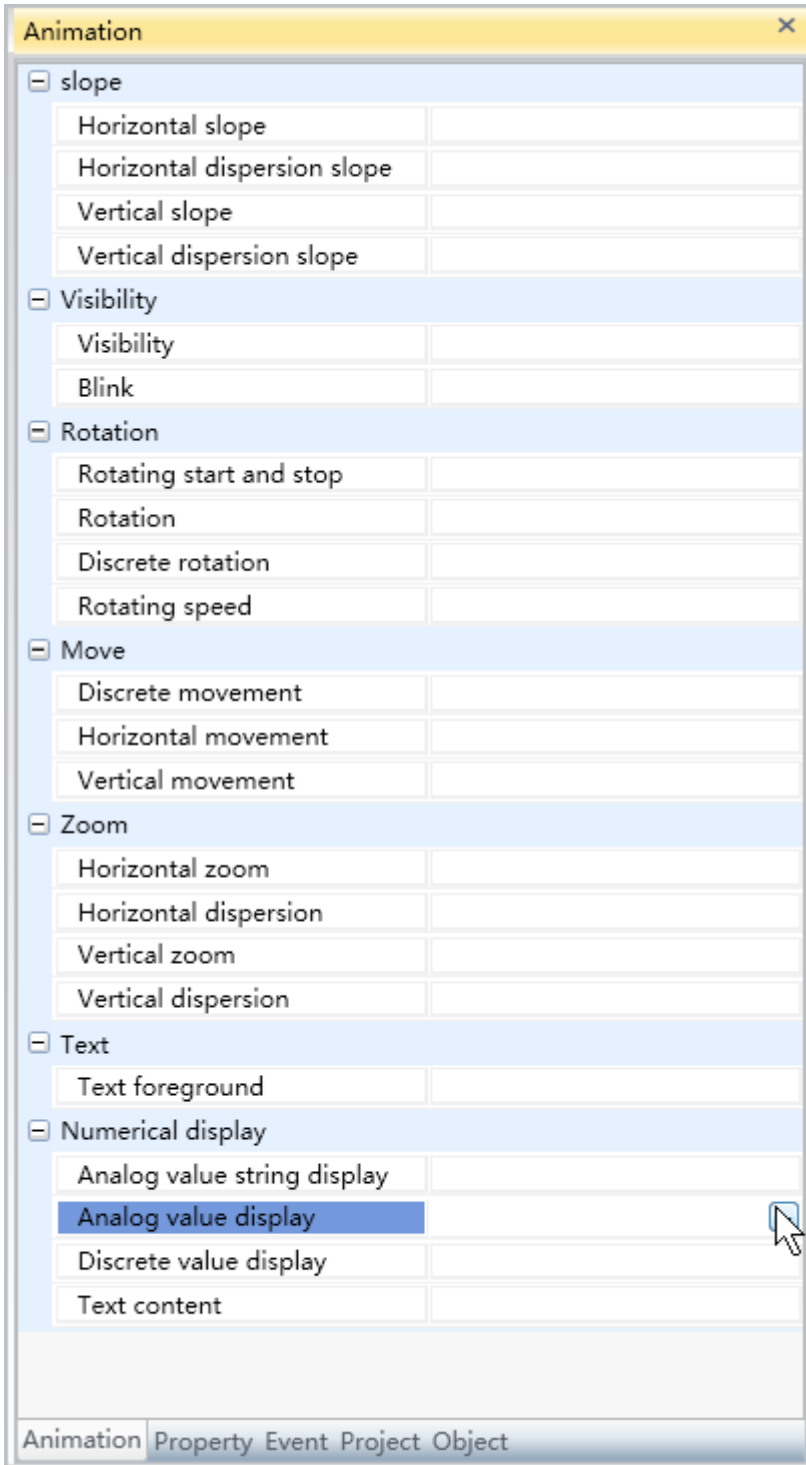 Animation
slope
Horizontal slope
Horizontal dispersion slope
Vertical slope
Vertical dispersion slope
Visibility
Visibility
Blink
Rotation
Rotating start and stop
Rotation
Discrete rotation
Rotating speed
Move
Discrete movement
Horizontal movement
Vertical movement
Zoom
Horizontal zoom
Horizontal dispersion
Vertical zoom
Vertical dispersion
Text
Text foreground
Numerical display
Analog value string display
Analog value display
Discrete value display
Text content
Animation Property Event Project Object